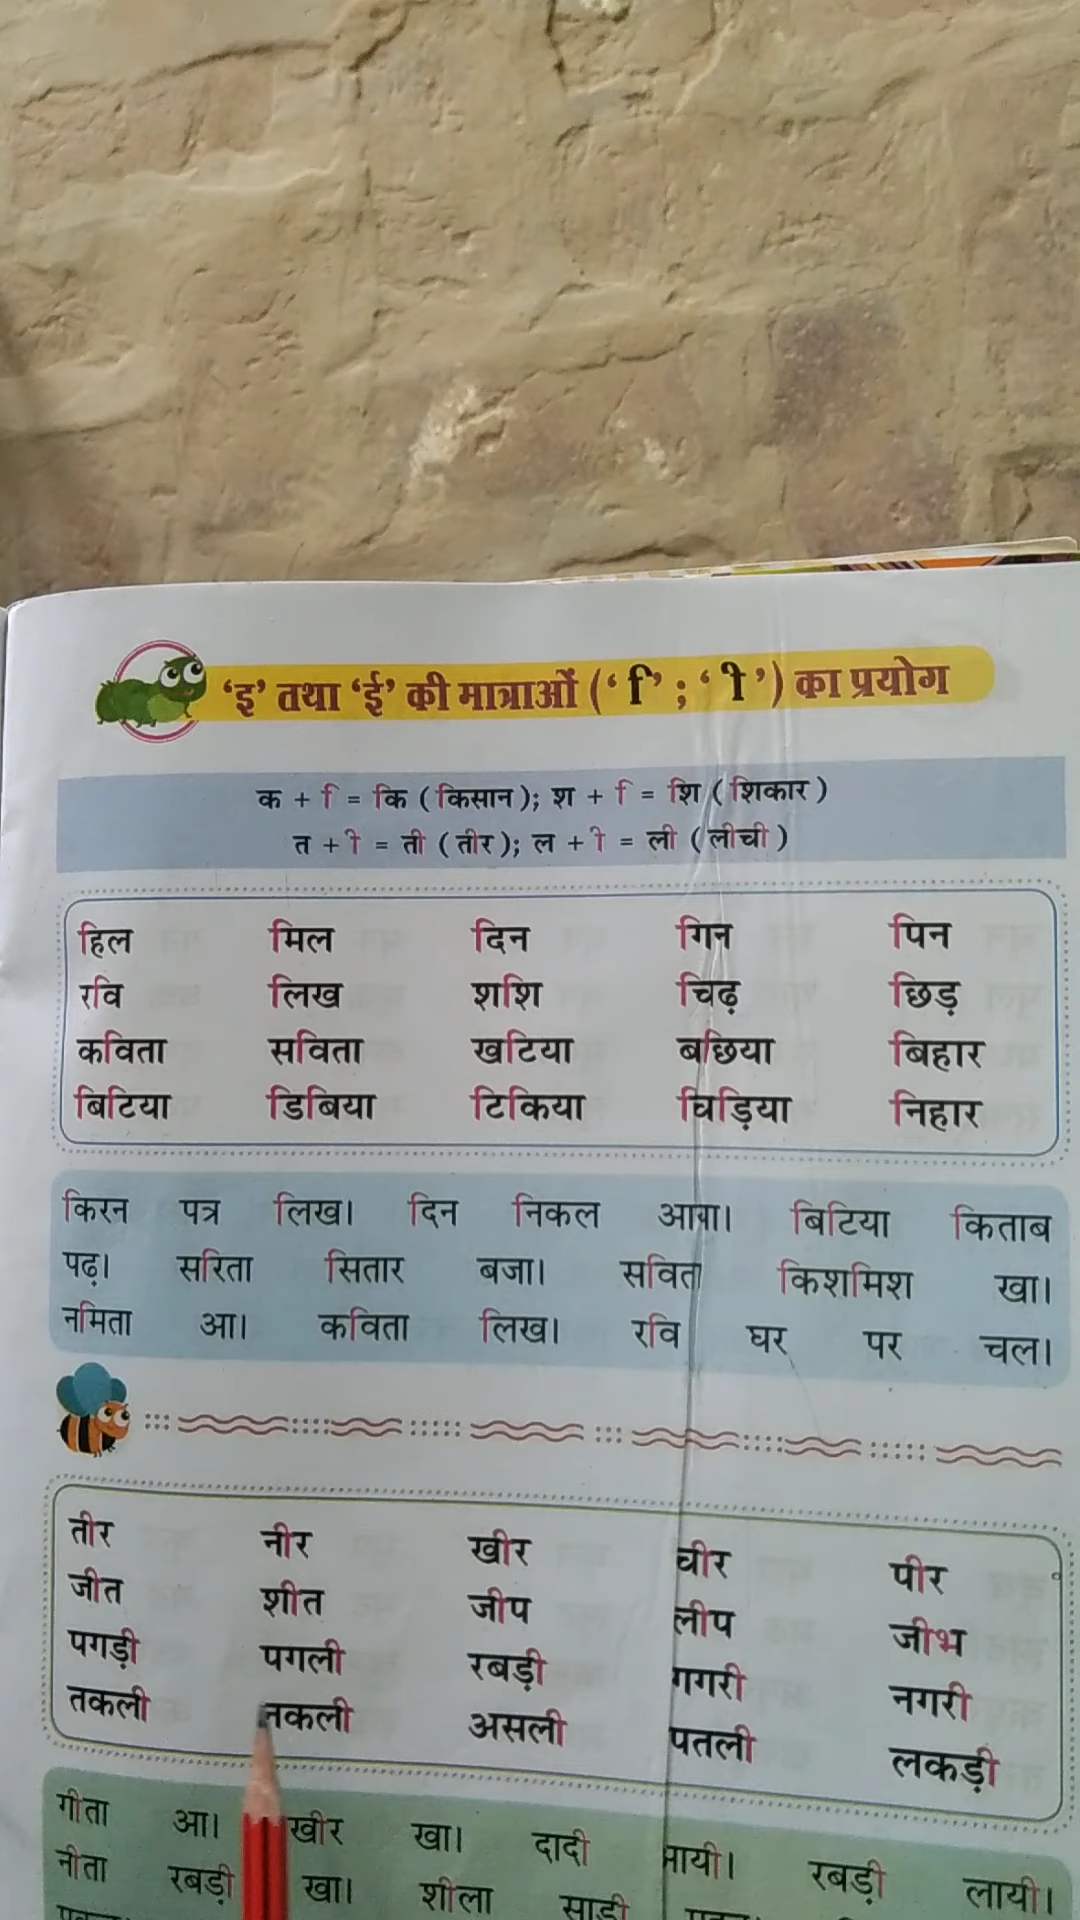 ‘इ’ तथा ‘ई’ की मात्राओं (‘ ि’ ; ‘ ी’) का प्रयोग
क + ि = कि (किसान); श + ि = शि (शिकार)
त + ी = ती (तीर); ल + ी = ली (लीची)
हिल मिल दिन गिन पिन
रवि लिख शशि चिढ़ छिड़
कविता सविता खटिया बछिया बिहार
बिटिया डिबिया टिकिया चिड़िया निहार
किरन पत्र लिख। दिन निकल आया। बिटिया किताब
पढ़। सरिता सितार बजा। सविता किशमिश खा।
नमिता आ। कविता लिख। रवि घर पर चल।
तीर नीर खीर चीर पीर
जीत शीत जीप लीप जीभ
पगड़ी पगली रबड़ी गगरी नगरी
तकली नकली असली पतली लकड़ी
गीता आ। खीर खा। दादी आयी। रबड़ी लायी।
नीता रबड़ी खा। शीला साड़ी